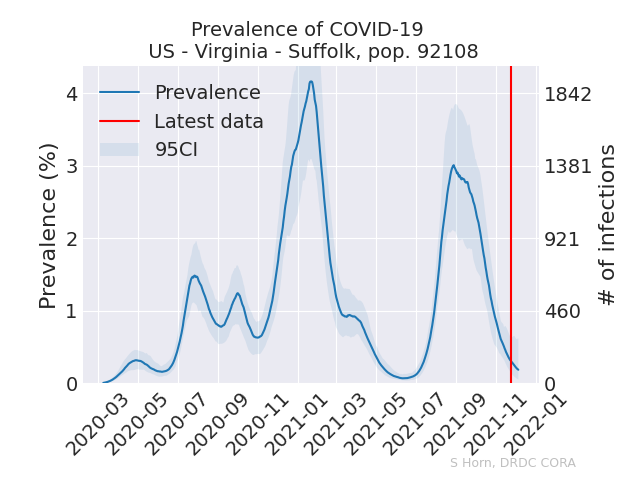 Prevalence of COVID-19
US - Virginia - Suffolk, pop. 92108
Prevalence
Latest data
95CI
Prevalence (%)
4
3
2
1
0
1842
1381
921
460
0
# of infections
2020-03
2020-05
2020-07
2020-09
2020-11
2021-01
2021-03
2021-05
2021-07
2021-09
2021-11
2022-01
S Horn, DRDC CORA